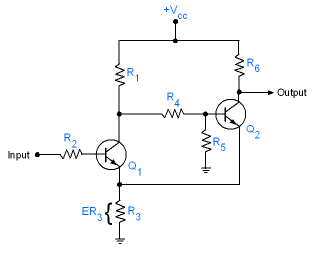 +Vcc
R1
R6
R4
Output
R2
Q2
R5
Input
Q1
ER3 { R3